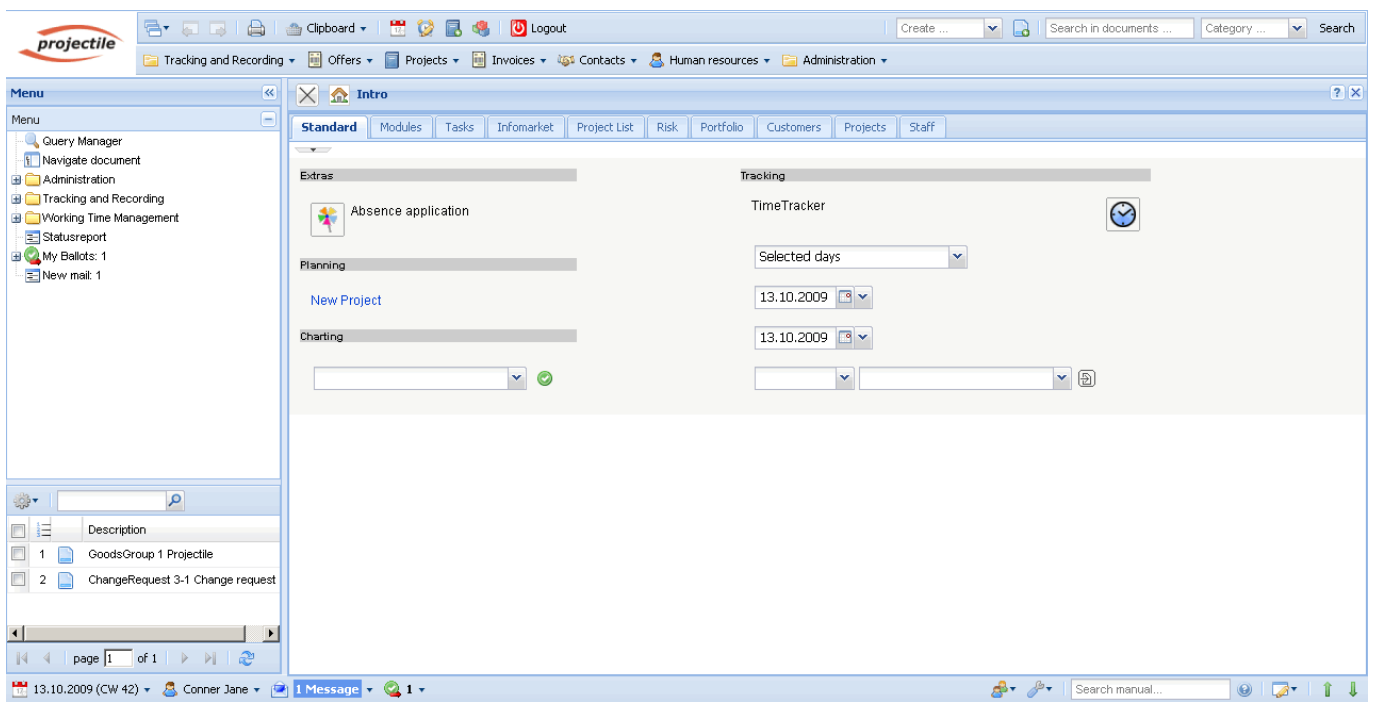 projectile
Clipboard
Logout
Create ...
Search in documents ...
Category ...
Search
Tracking and Recording
Offers
Projects
Invoices
Contacts
Human resources
Administration
Menu
Intro
Menu
Query Manager
Navigate document
Administration
Tracking and Recording
Working Time Management
Statusreport
My Ballots: 1
New mail: 1
Standard
Modules
Tasks
Infomarket
Project List
Risk
Portfolio
Customers
Projects
Staff
Extras
Absence application
Planning
New Project
Charting
Tracking
TimeTracker
Selected days
13.10.2009
13.10.2009
Description
1 GoodsGroup 1 Projectile
2 ChangeRequest 3-1 Change request
page 1 of 1
13.10.2009 (CW 42)
Conner Jane
1 Message
1
Search manual...